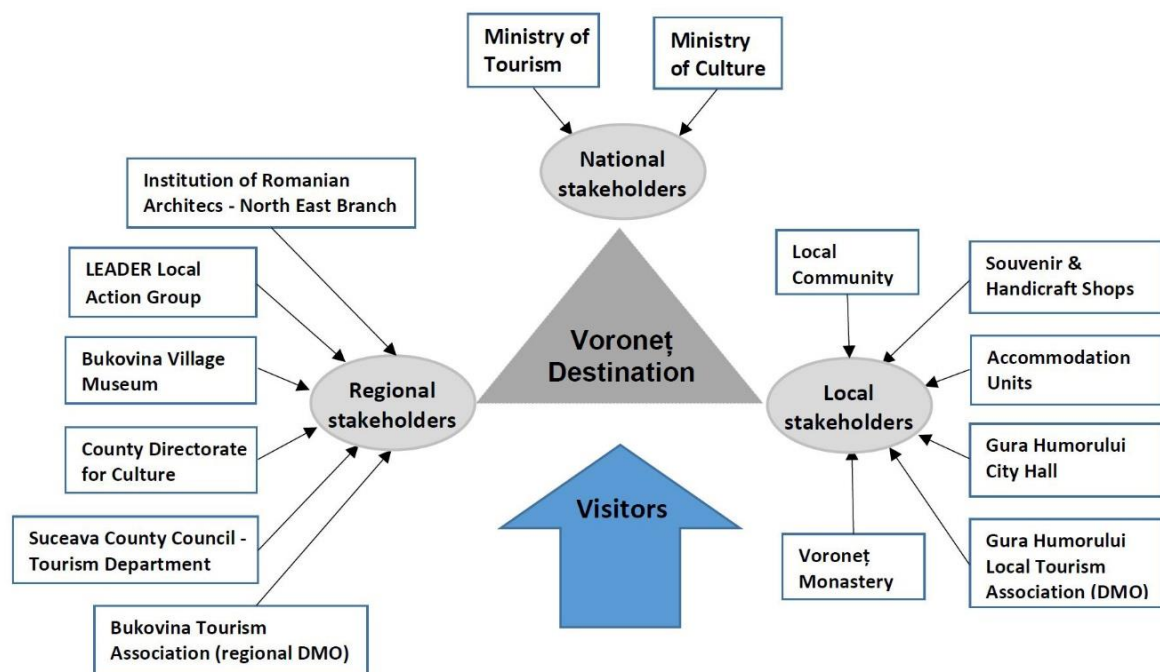 Ministry of
Tourism
Ministry
of Culture
National
stakeholders
Institution of Romanian
Architecs - North East Branch
LEADER Local
Action Group
Bukovina Village
Museum
County Directorate
for Culture
Suceava County Council -
Tourism Department
Bukovina Tourism
Association (regional DMO)
Regional
stakeholders
Voroneț
Destination
Visitors
Local
stakeholders
Local
Community
Souvenir &
Handicraft Shops
Accommodation
Units
Gura Humorului
City Hall
Gura Humorului
Local Tourism
Association (DMO)
Voroneț
Monastery